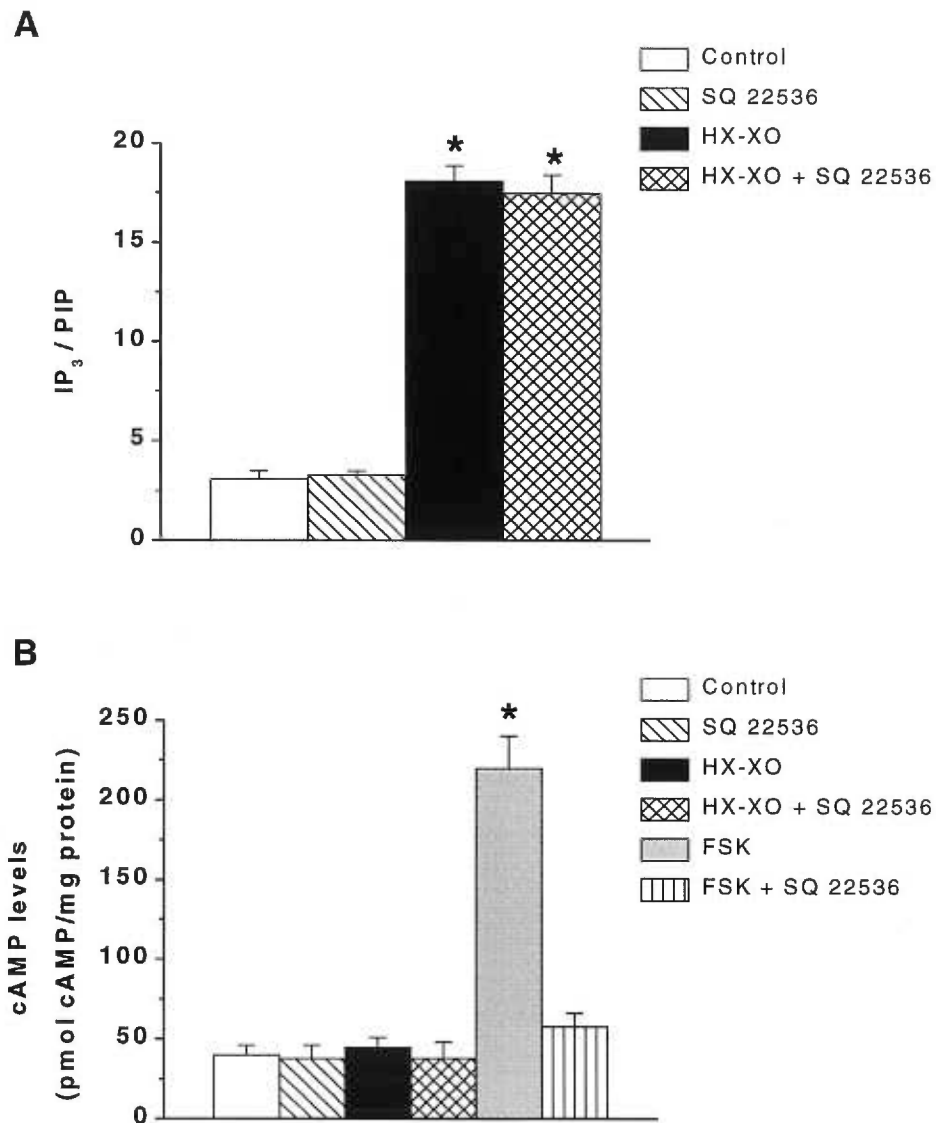 A
Control
SQ 22536
HX-XO
HX-XO + SQ 22536
20
15
10
5
0
IP3 / PIP
*
*
B
Control
SQ 22536
HX-XO
HX-XO + SQ 22536
FSK
FSK + SQ 22536
250
200
150
100
50
0
cAMP levels
(pmol cAMP/mg protein)
*